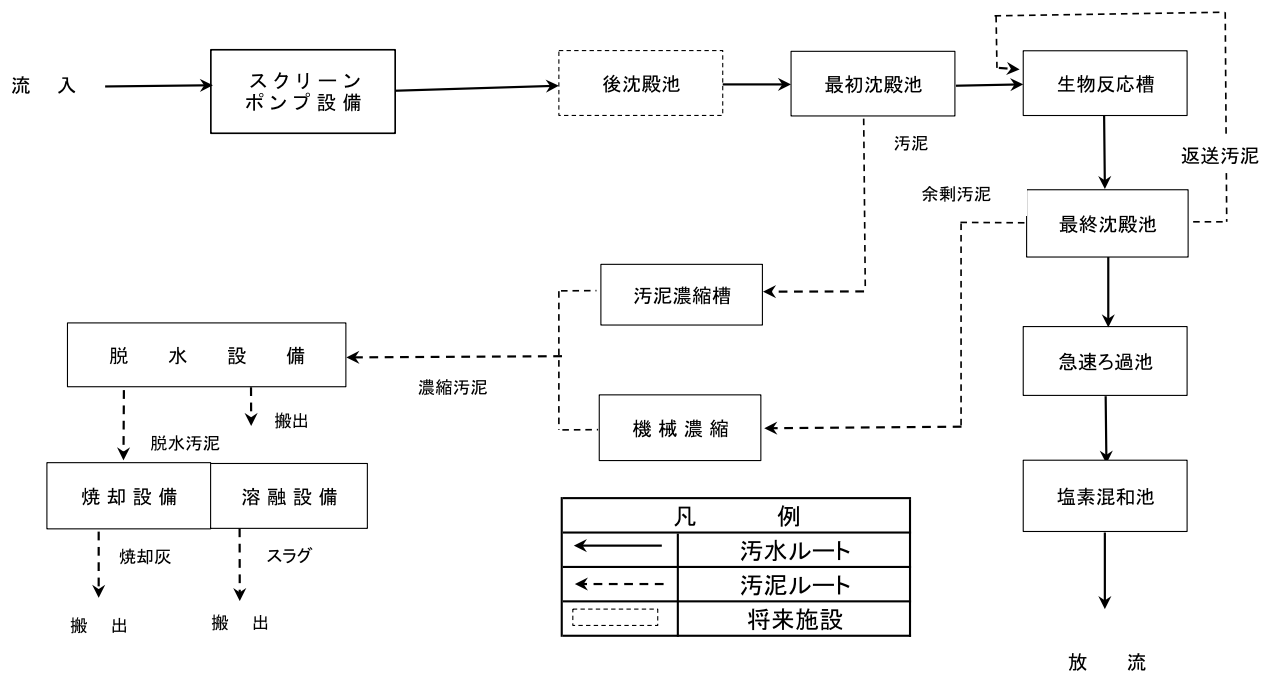 流 入
スクリーン
ポンプ設備
後沈殿池
最初沈殿池
生物反応槽
汚泥
返送汚泥
余剰汚泥
最終沈殿池
汚泥濃縮槽
脱 水 設 備
濃縮汚泥
急速ろ過池
搬出
機械濃縮
脱水汚泥
焼却設備
溶融設備
塩素混和池
凡 例
汚水ルート
汚泥ルート
将来施設
焼却灰
スラグ
搬 出
搬 出
放 流